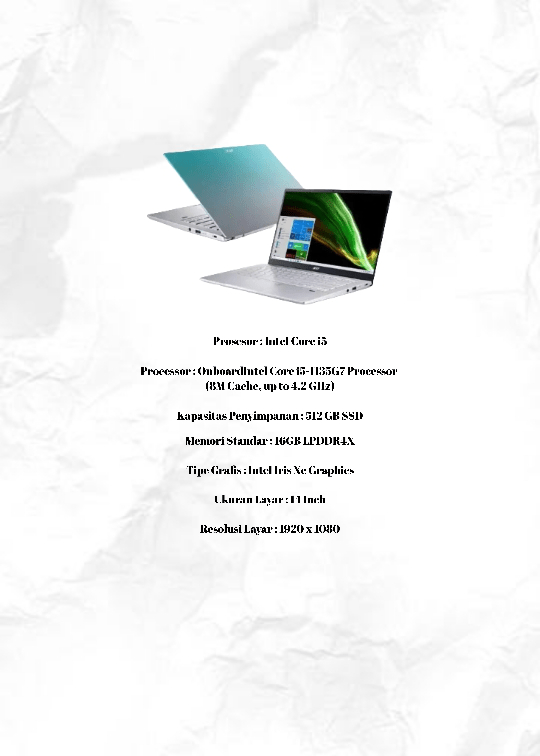 acer
Prosesor : Intel Core i5
Processor : OnboardIntel Core i5-1135G7 Processor
(8M Cache, up to 4.2 GHz)
Kapasitas Penyimpanan : 512 GB SSD
Memori Standar : 16GB LPDDR4X
Tipe Grafis : Intel Iris Xe Graphics
Ukuran Layar : 14 Inch
Resolusi Layar : 1920 x 1080